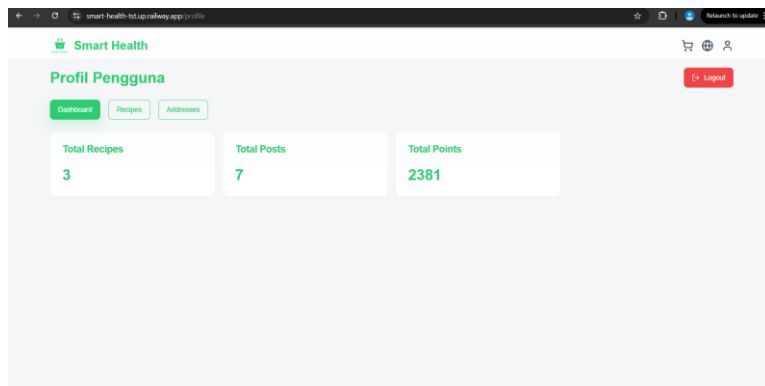 smart-health-tst.up.railway.app/profile
Relaunch to update
Smart Health
Profil Pengguna
Logout
Dashboard
Recipes
Addresses
Total Recipes
Total Posts
Total Points
3
7
2381